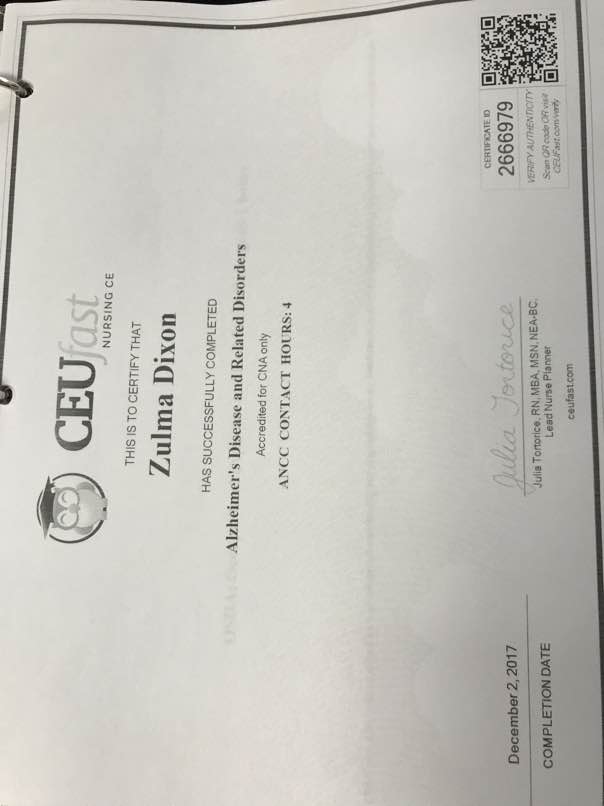 CEUfast
NURSING CE
THIS IS TO CERTIFY THAT
Zulma Dixon
HAS SUCCESSFULLY COMPLETED
Alzheimer's Disease and Related Disorders
Accredited for CNA only
ANCC CONTACT HOURS: 4
December 2, 2017
COMPLETION DATE
Julia Tortorice
Julia Tortorice, RN, MBA, MSN, NEA-BC,
Lead Nurse Planner
ceufast.com
CERTIFICATE ID
2666979
VERIFY AUTHENTICITY
Scan QR code OR visit
CEUFast.com/verify